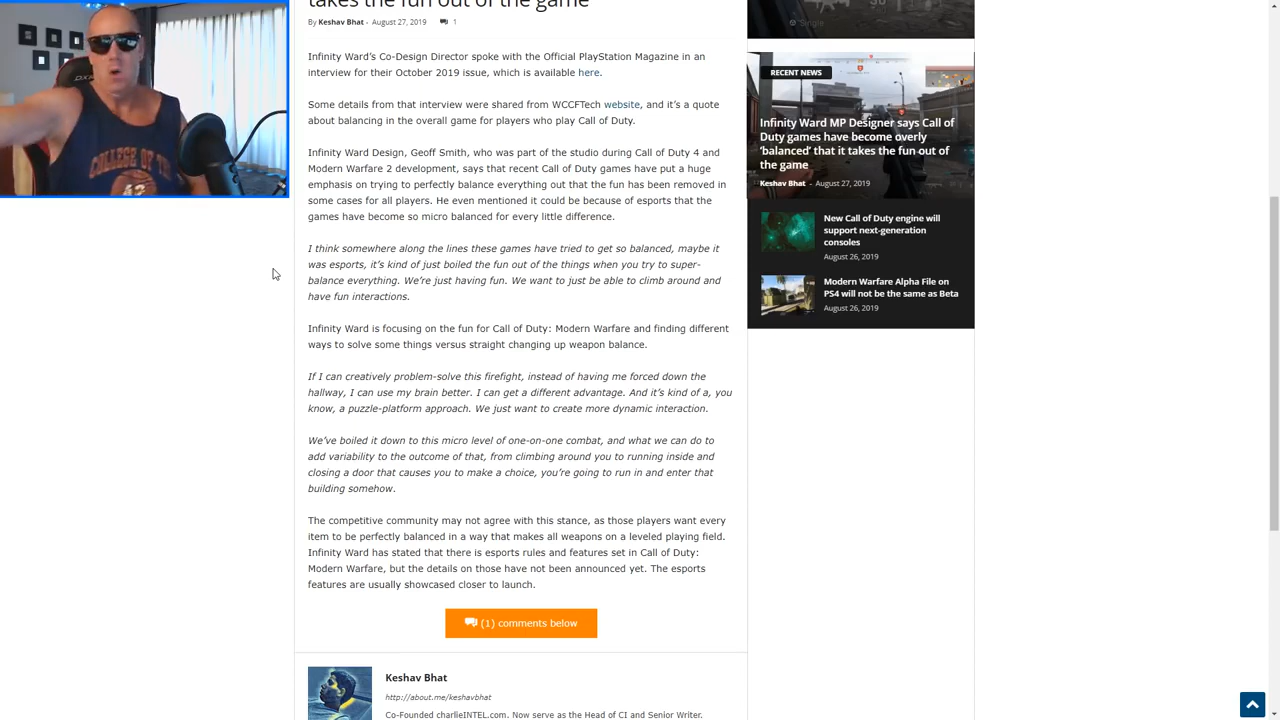 takes the fun out of the game
By Keshav Bhat - August 27, 2019 1
Infinity Ward's Co-Design Director spoke with the Official PlayStation Magazine in an
interview for their October 2019 issue, which is available here.
Some details from that interview were shared from WCCFTech website, and it's a quote
about balancing in the overall game for players who play Call of Duty.
Infinity Ward Design, Geoff Smith, who was part of the studio during Call of Duty 4 and
Modern Warfare 2 development, says that recent Call of Duty games have put a huge
emphasis on trying to perfectly balance everything out that the fun has been removed in
some cases for all players. He even mentioned it could be because of esports that the
games have become so micro balanced for every little difference.
I think somewhere along the lines these games have tried to get so balanced, maybe it
was esports, it's kind of just boiled the fun out of the things when you try to super-
balance everything. We're just having fun. We want to just be able to climb around and
have fun interactions.
Infinity Ward is focusing on the fun for Call of Duty: Modern Warfare and finding different
ways to solve some things versus straight changing up weapon balance.
If I can creatively problem-solve this firefight, instead of having me forced down the
hallway, I can use my brain better. I can get a different advantage. And it's kind of a, you
know, a puzzle-platform approach. We just want to create more dynamic interaction.
We've boiled it down to this micro level of one-on-one combat, and what we can do to
add variability to the outcome of that, from climbing around you to running inside and
closing a door that causes you to make a choice, you're going to run in and enter that
building somehow.
The competitive community may not agree with this stance, as those players want every
item to be perfectly balanced in a way that makes all weapons on a leveled playing field.
Infinity Ward has stated that there is esports rules and features set in Call of Duty:
Modern Warfare, but the details on those have not been announced yet. The esports
features are usually showcased closer to launch.
(1) comments below
Keshav Bhat
http://about.me/keshavbhat
Co-Founded charlieINTEL.com. Now serve as the Head of CI and Senior Writer.
Single
RECENT NEWS
Infinity Ward MP Designer says Call of
Duty games have become overly
'balanced' that it takes the fun out of
the game
Keshav Bhat - August 27, 2019
New Call of Duty engine will
support next-generation
consoles
August 26, 2019
Modern Warfare Alpha File on
PS4 will not be the same as Beta
August 26, 2019
COLLEGE OF